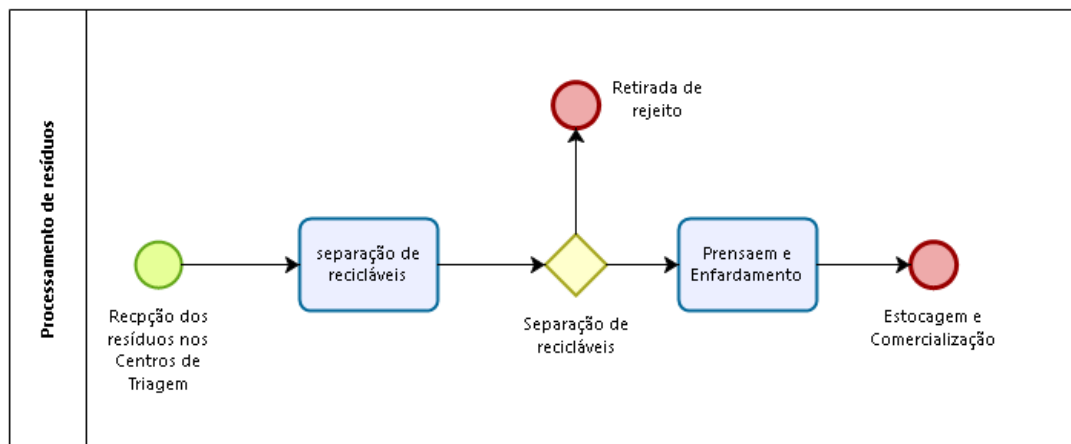 Processamento de resíduos
Recpção dos
resíduos nos
Centros de
Triagem
separação de
recicláveis
Separação de
recicláveis
Retirada de
rejeito
Prensaem e
Enfardamento
Estocagem e
Comercialização